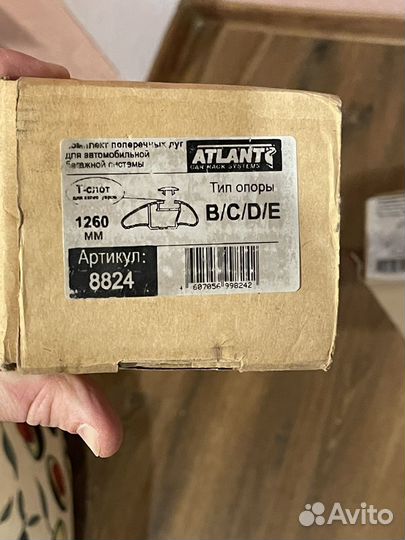 комплект поперечных дуг
для автомобильной
багажной системы
ATLANT
CAR RACK SYSTEMS
Т-слот
Тип опоры
1260
мм
B/C/D/E
Артикул:
8824
4 607056 998242
Avito